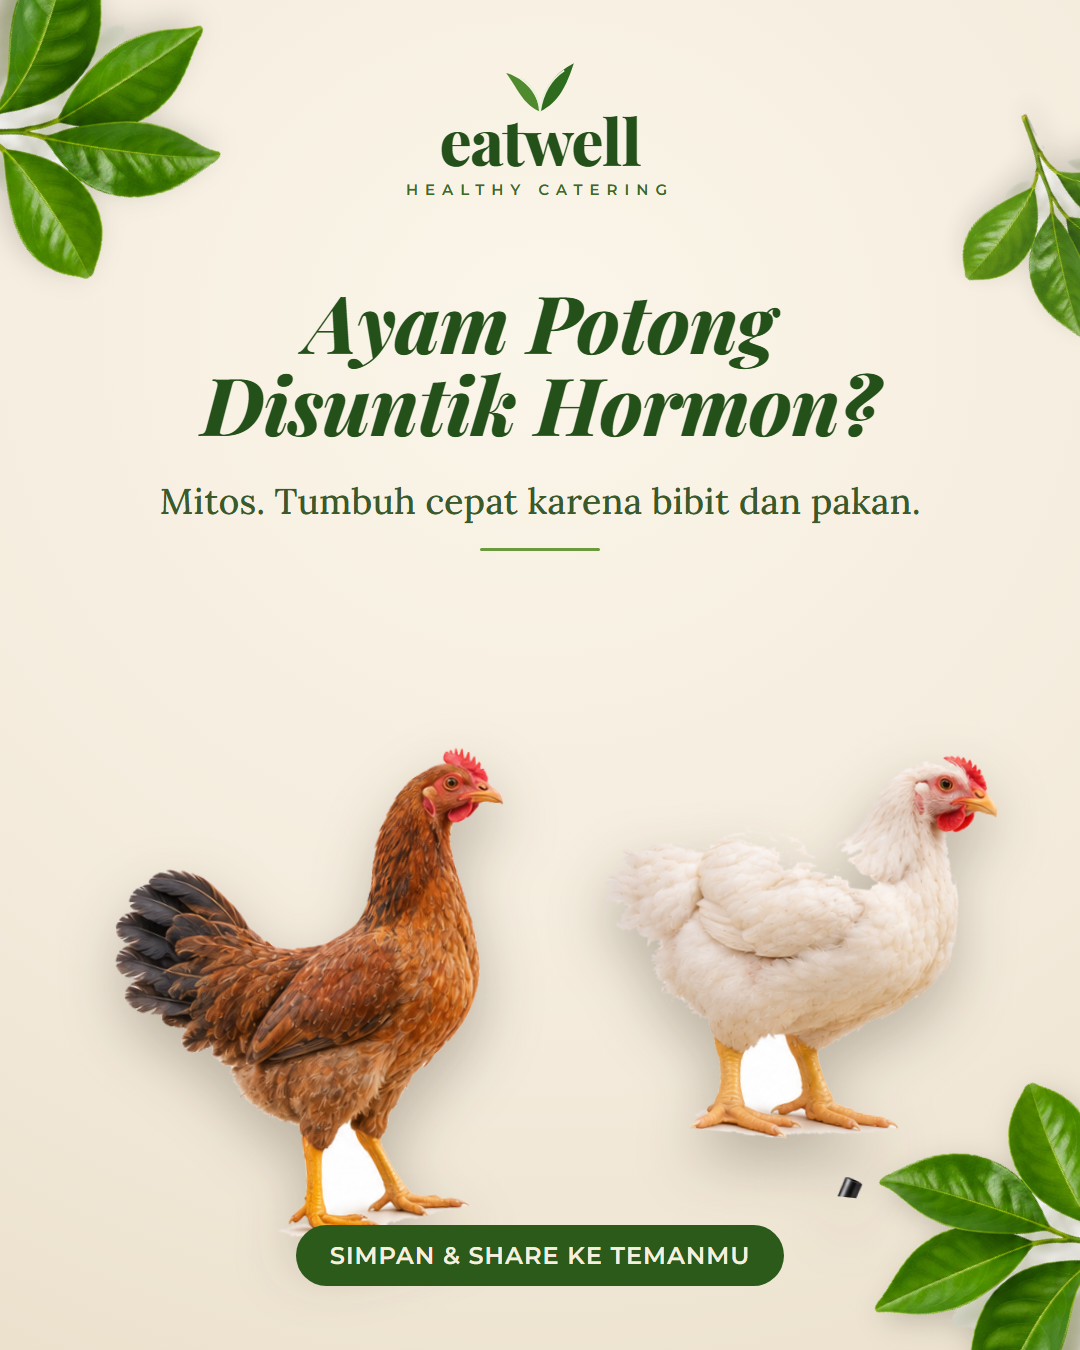 eatwell
HEALTHY CATERING
Ayam Potong
Disuntik Hormon?
Mitos. Tumbuh cepat karena bibit dan pakan.
SIMPAN & SHARE KE TEMANMU